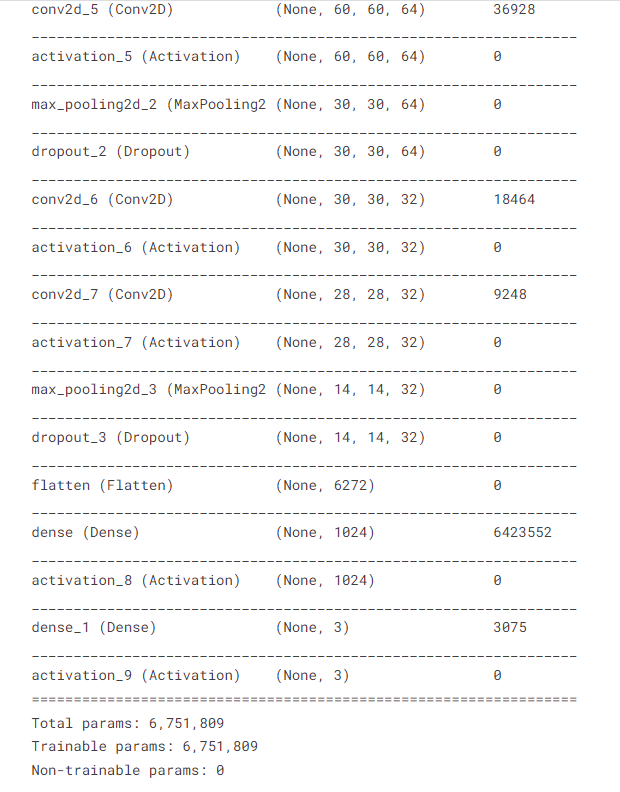 conv2d_5 (Conv2D) (None, 60, 60, 64) 36928
_________________________________________________________________
activation_5 (Activation) (None, 60, 60, 64) 0
_________________________________________________________________
max_pooling2d_2 (MaxPooling2 (None, 30, 30, 64) 0
_________________________________________________________________
dropout_2 (Dropout) (None, 30, 30, 64) 0
_________________________________________________________________
conv2d_6 (Conv2D) (None, 30, 30, 32) 18464
_________________________________________________________________
activation_6 (Activation) (None, 30, 30, 32) 0
_________________________________________________________________
conv2d_7 (Conv2D) (None, 28, 28, 32) 9248
_________________________________________________________________
activation_7 (Activation) (None, 28, 28, 32) 0
_________________________________________________________________
max_pooling2d_3 (MaxPooling2 (None, 14, 14, 32) 0
_________________________________________________________________
dropout_3 (Dropout) (None, 14, 14, 32) 0
_________________________________________________________________
flatten (Flatten) (None, 6272) 0
_________________________________________________________________
dense (Dense) (None, 1024) 6423552
_________________________________________________________________
activation_8 (Activation) (None, 1024) 0
_________________________________________________________________
dense_1 (Dense) (None, 3) 3075
_________________________________________________________________
activation_9 (Activation) (None, 3) 0
=================================================================
Total params: 6,751,809
Trainable params: 6,751,809
Non-trainable params: 0